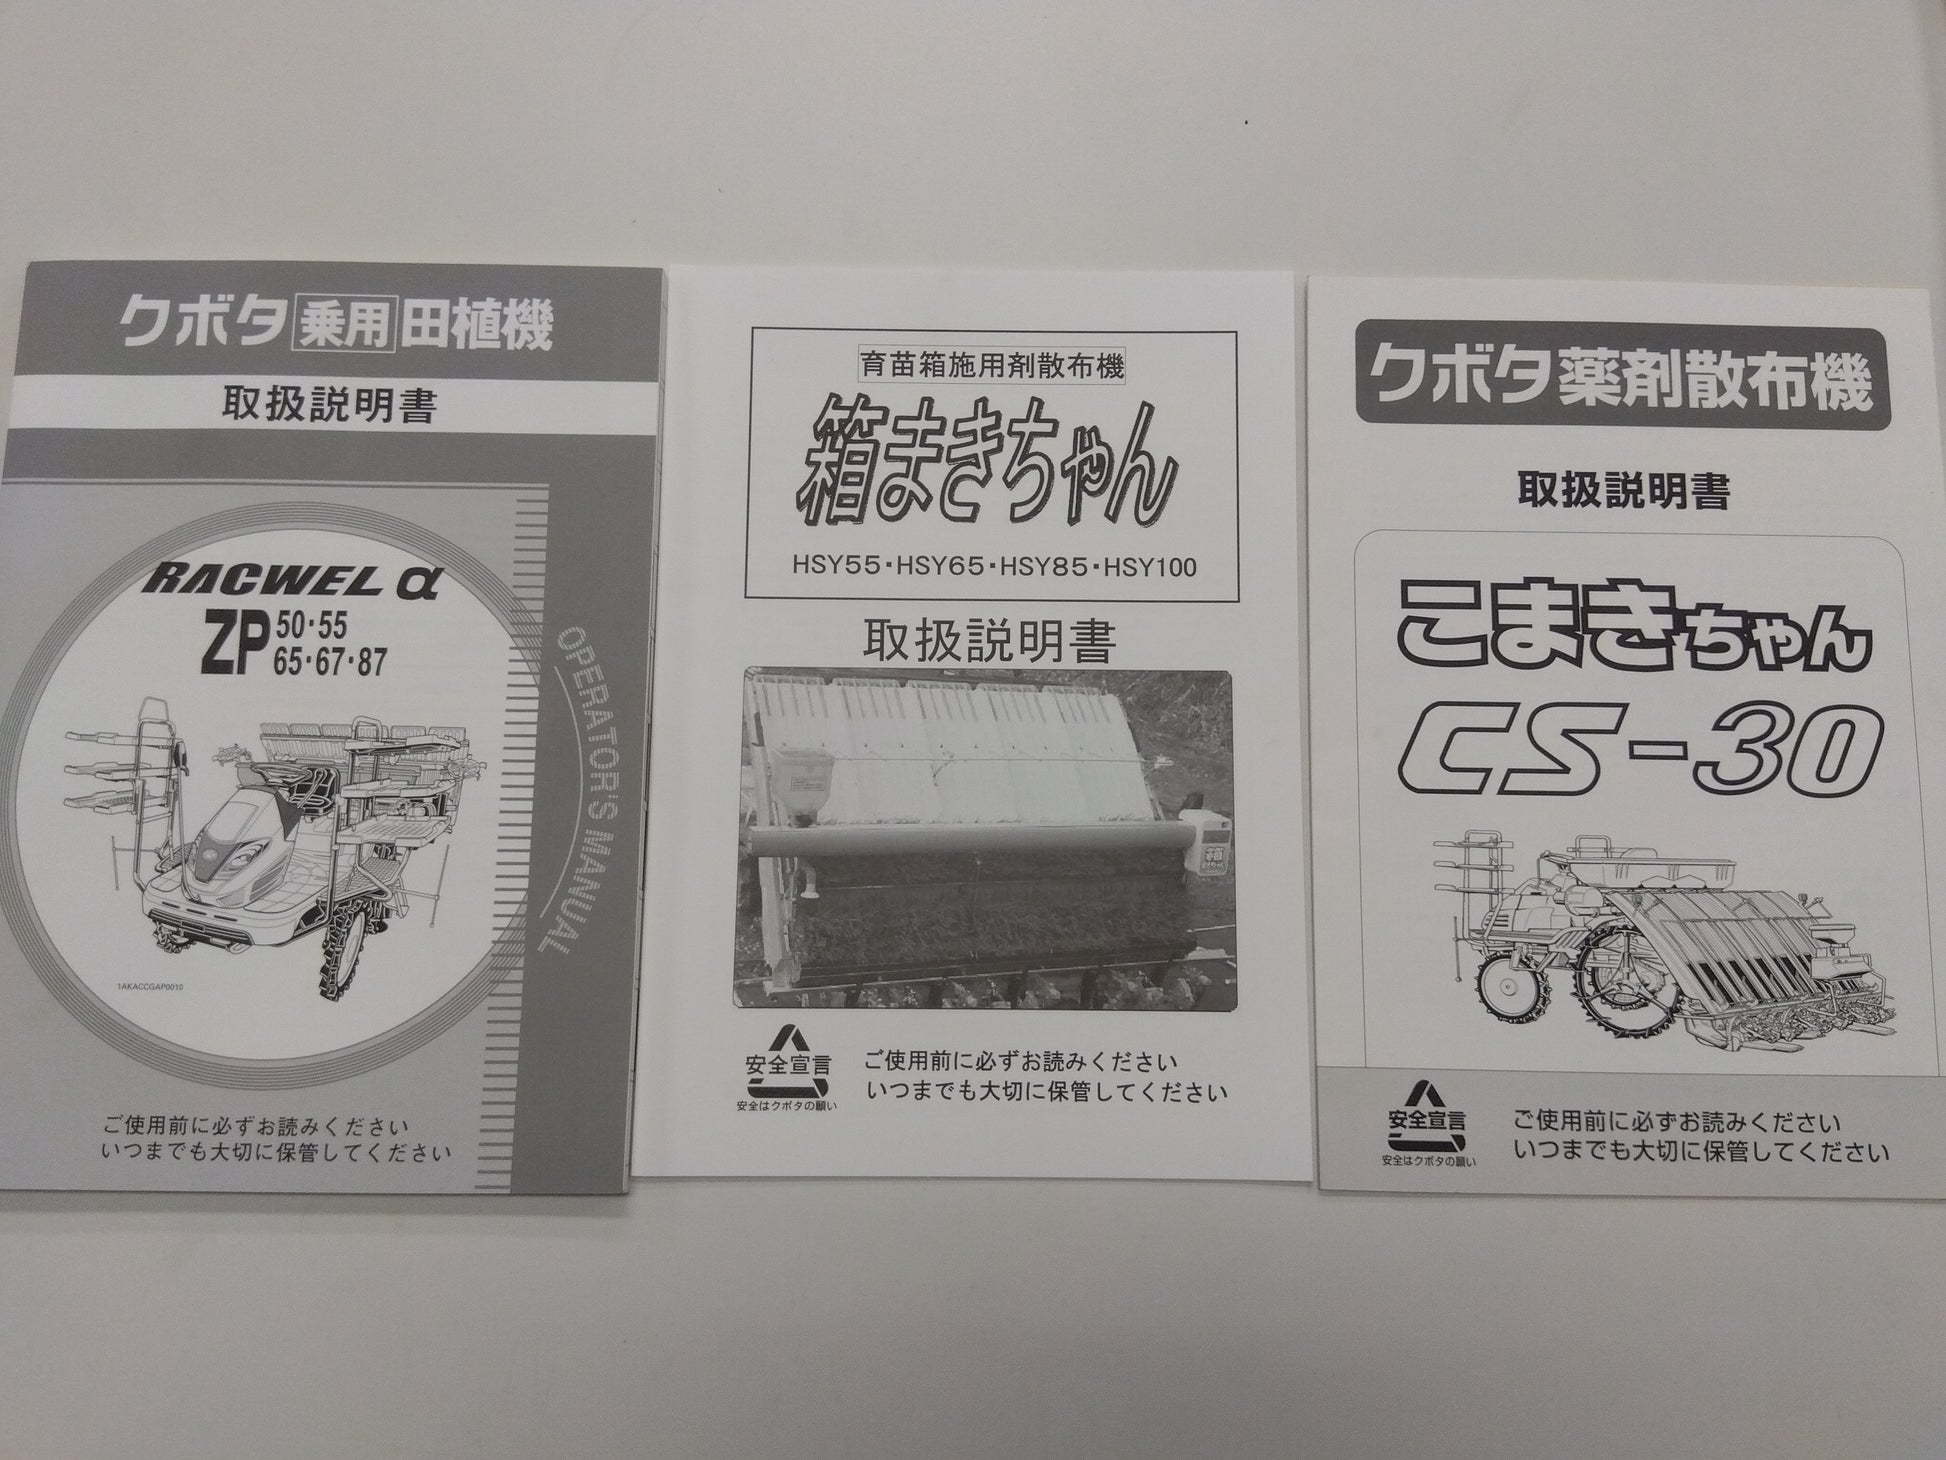 クボタ乗用田植機
取扱説明書
RACWEL α
ZP 50・55
65・67・87
OPERATOR'S MANUAL
1AKACCGAP0010
ご使用前に必ずお読みください
いつまでも大切に保管してください
育苗箱施用剤散布機
箱まきちゃん
HSY55・HSY65・HSY85・HSY100
取扱説明書
安全宣言
安全はクボタの願い
ご使用前に必ずお読みください
いつまでも大切に保管してください
クボタ薬剤散布機
取扱説明書
こまきちゃん
CS-30
安全宣言
安全はクボタの願い
ご使用前に必ずお読みください
いつまでも大切に保管してください